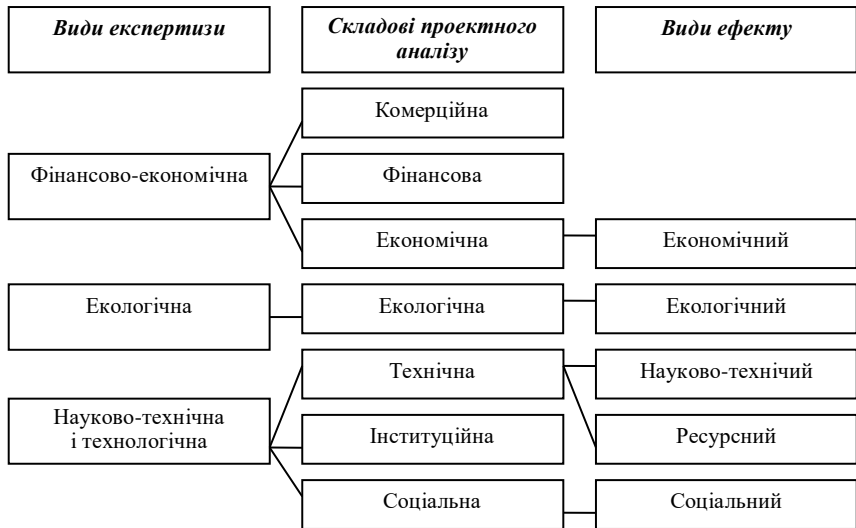 Види експертизи
Складові проектного
аналізу
Види ефекту
Комерційна
Фінансово-економічна
Фінансова
Економічна
Економічний
Екологічна
Екологічна
Екологічний
Технічна
Науково-технічий
Науково-технічна
і технологічна
Інституційна
Ресурсний
Соціальна
Соціальний